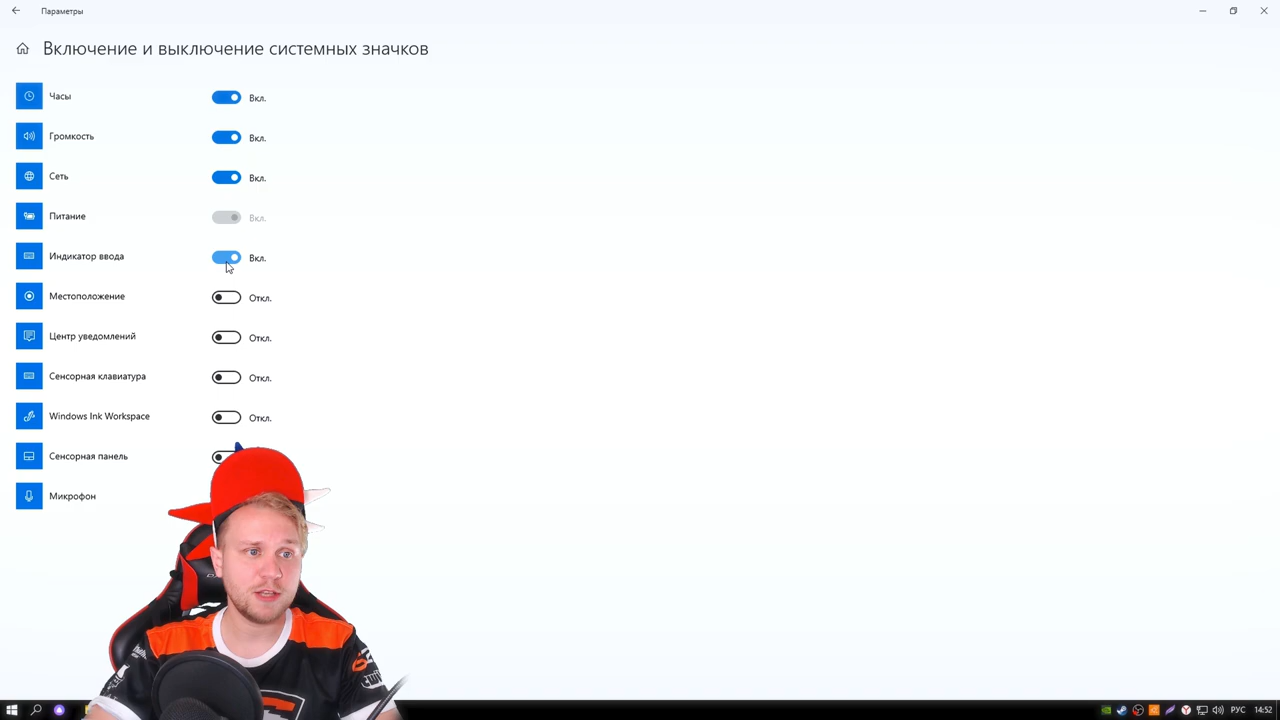 Параметры
Включение и выключение системных значков
Часы Вкл.
Громкость Вкл.
Сеть Вкл.
Питание Вкл.
Индикатор ввода Вкл.
Местоположение Откл.
Центр уведомлений Откл.
Сенсорная клавиатура Откл.
Windows Ink Workspace Откл.
Сенсорная панель
Микрофон
РУС 14:52